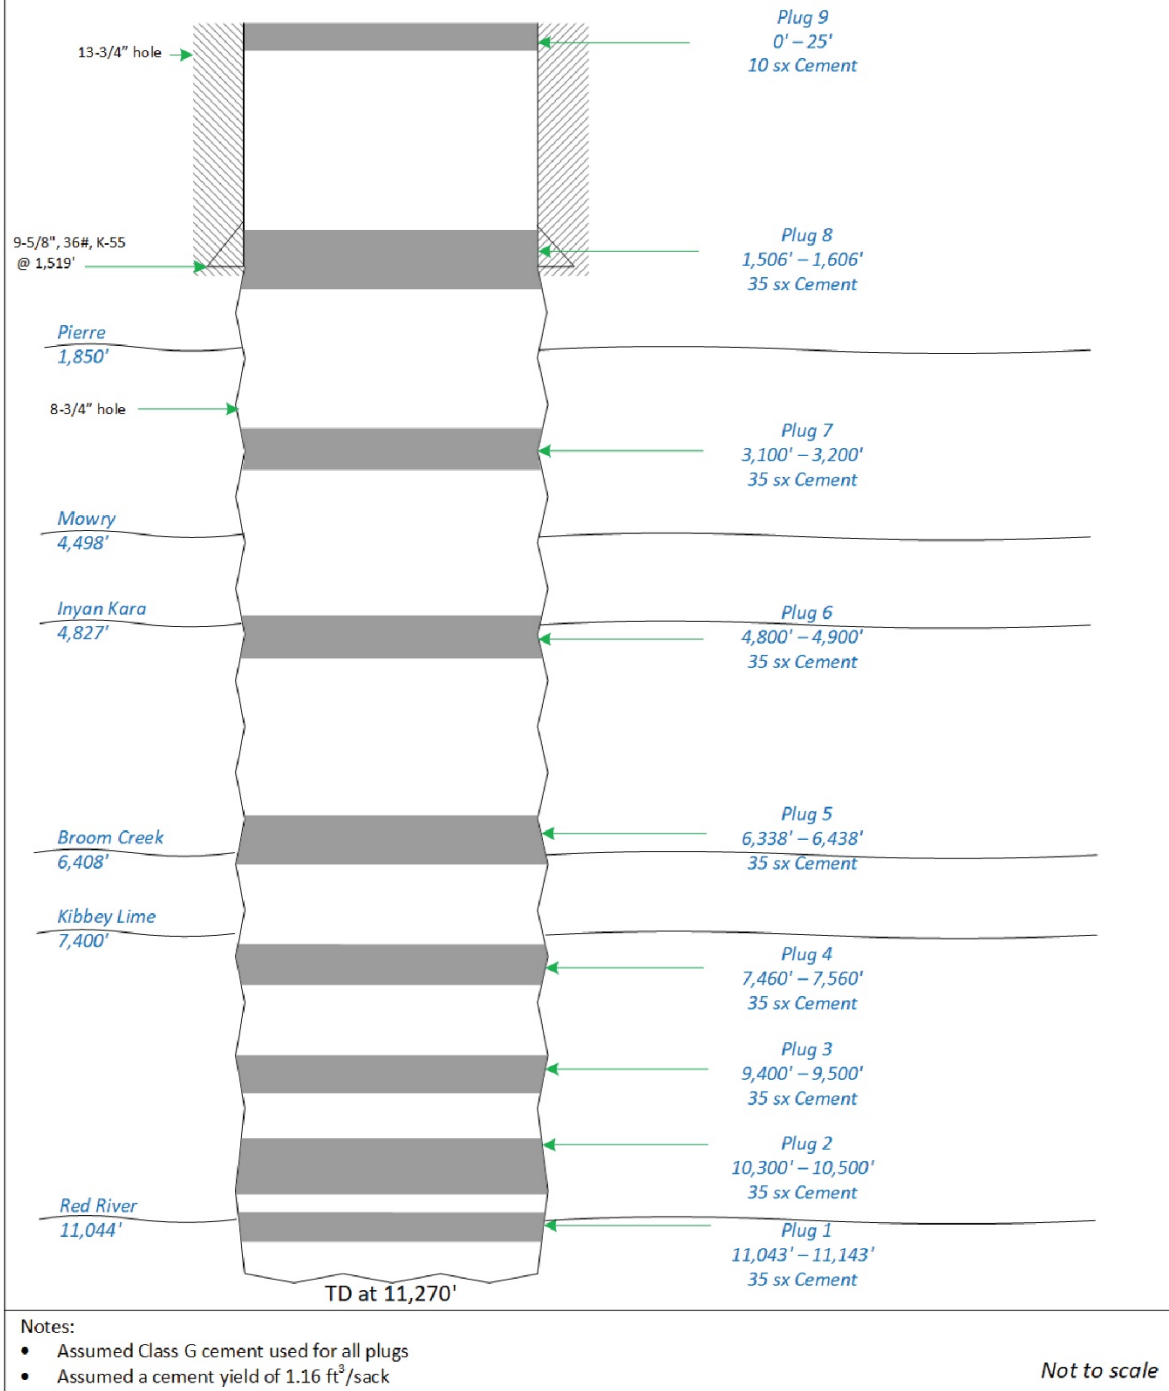 Plug 9
0' – 25'
10 sx Cement
13-3/4” hole
9-5/8", 36#, K-55
@ 1,519'
Plug 8
1,506' – 1,606'
35 sx Cement
Pierre
1,850'
8-3/4” hole
Plug 7
3,100' – 3,200'
35 sx Cement
Mowry
4,498'
Inyan Kara
4,827'
Plug 6
4,800' – 4,900'
35 sx Cement
Plug 5
6,338' – 6,438'
35 sx Cement
Broom Creek
6,408'
Kibbey Lime
7,400'
Plug 4
7,460' – 7,560'
35 sx Cement
Plug 3
9,400' – 9,500'
35 sx Cement
Plug 2
10,300' – 10,500'
35 sx Cement
Red River
11,044'
Plug 1
11,043' – 11,143'
35 sx Cement
TD at 11,270'
Notes:
• Assumed Class G cement used for all plugs
• Assumed a cement yield of 1.16 ft³/sack
Not to scale